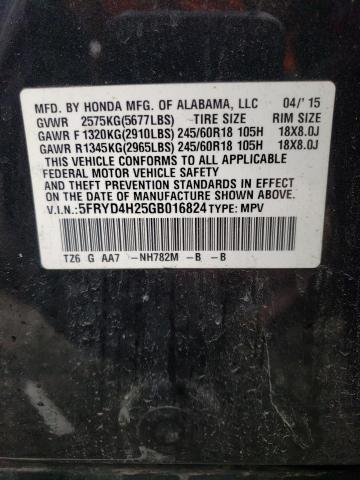 MFD. BY HONDA MFG. OF ALABAMA, LLC 04/'15
GVWR 2575KG(5677LBS) TIRE SIZE RIM SIZE
GAWR F 1320KG(2910LBS) 245/60R18 105H 18X8.0J
GAWR R1345KG(2965LBS) 245/60R18 105H 18X8.0J
THIS VEHICLE CONFORMS TO ALL APPLICABLE
FEDERAL MOTOR VEHICLE SAFETY
AND THEFT PREVENTION STANDARDS IN EFFECT
ON THE DATE OF MANUFACTURE SHOWN ABOVE.
V.I.N.:5FRYD4H25GB016824 TYPE: MPV
TZ6 G AA7 -NH782M -B -B